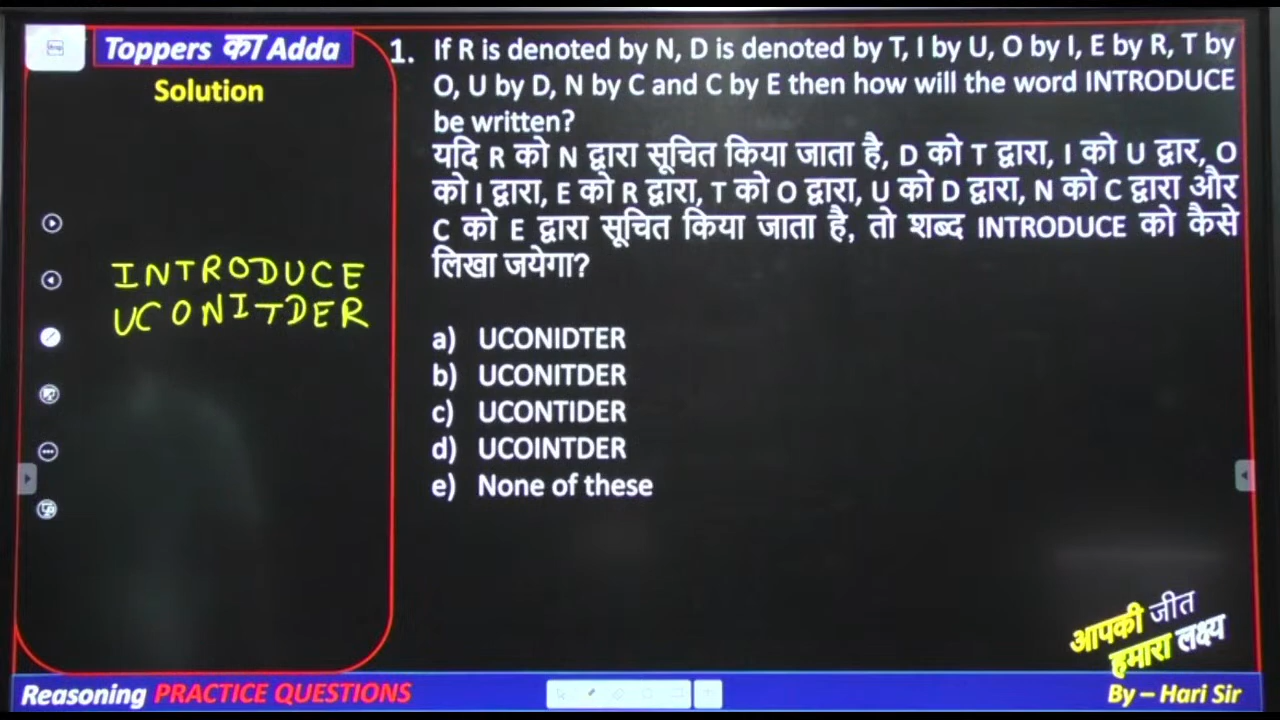 Toppers का Adda
Solution
INTRODUCE
UCONITDER
1. If R is denoted by N, D is denoted by T, I by U, O by I, E by R, T by
O, U by D, N by C and C by E then how will the word INTRODUCE
be written?
यदि R को N द्वारा सूचित किया जाता है, D को T द्वारा, I को U द्वार, O
को I द्वारा, E को R द्वारा, T को O द्वारा, U को D द्वारा, N को C द्वारा और
C को E द्वारा सूचित किया जाता है, तो शब्द INTRODUCE को कैसे
लिखा जयेगा?
a) UCONIDTER
b) UCONITDER
c) UCONTIDER
d) UCOINTDER
e) None of these
आपकी जीत
हमारा लक्ष्य
Reasoning PRACTICE QUESTIONS
By – Hari Sir